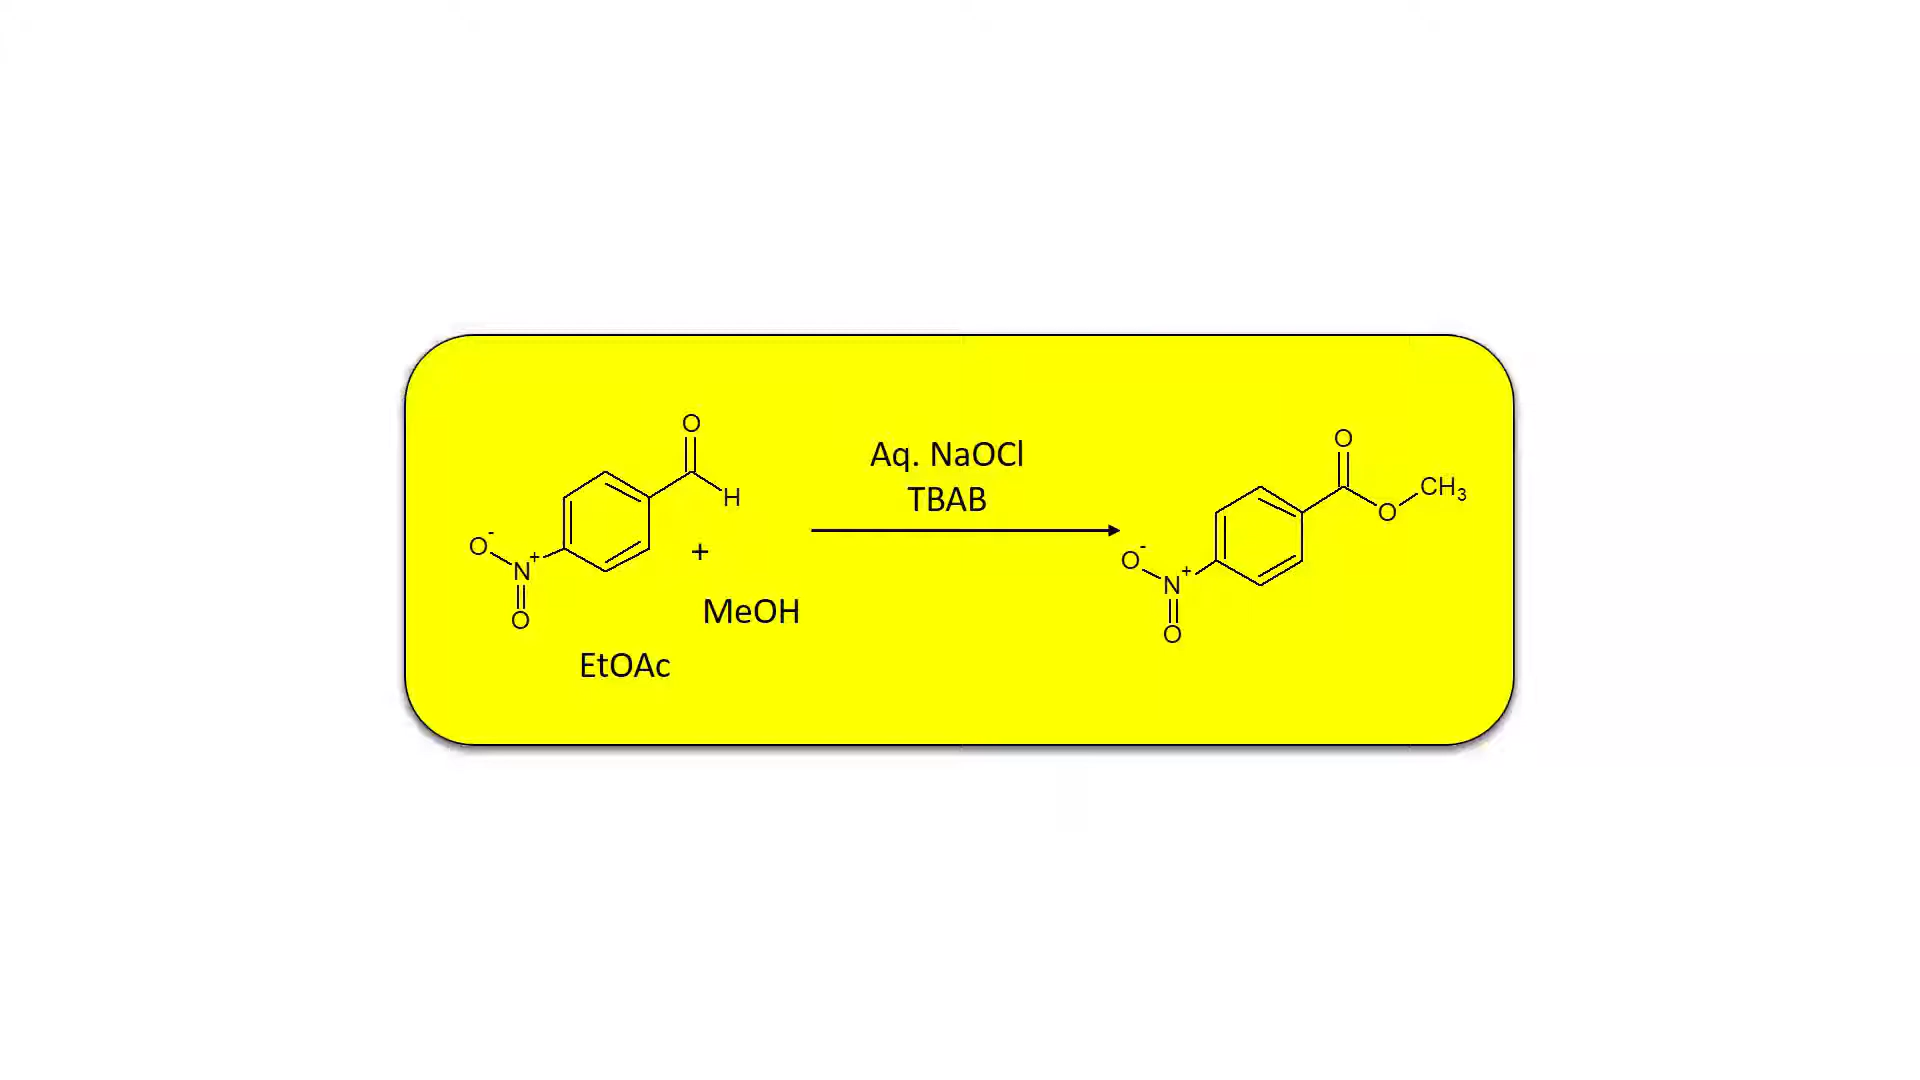 O
H
O-
N+
O
+
MeOH
EtOAc
Aq. NaOCl
TBAB
O
O
CH3
O-
N+
O